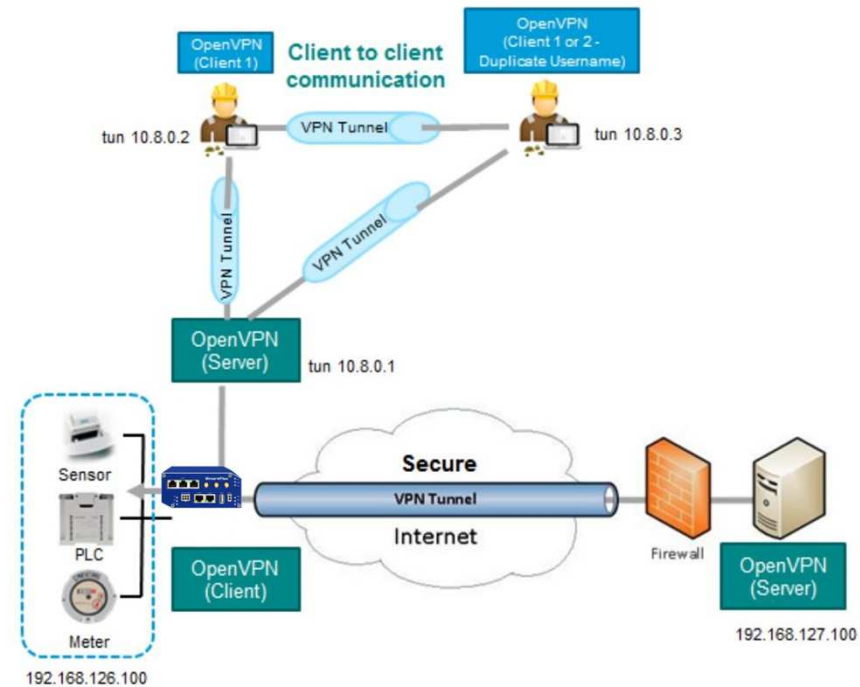 OpenVPN
(Client 1)
Client to client
communication
OpenVPN
(Client 1 or 2 -
Duplicate Username)
tun 10.8.0.2
VPN Tunnel
tun 10.8.0.3
VPN Tunnel
VPN Tunnel
OpenVPN
(Server)
tun 10.8.0.1
Sensor
PLC
Meter
192.168.126.100
OpenVPN
(Client)
Secure
VPN Tunnel
Internet
Firewall
OpenVPN
(Server)
192.168.127.100